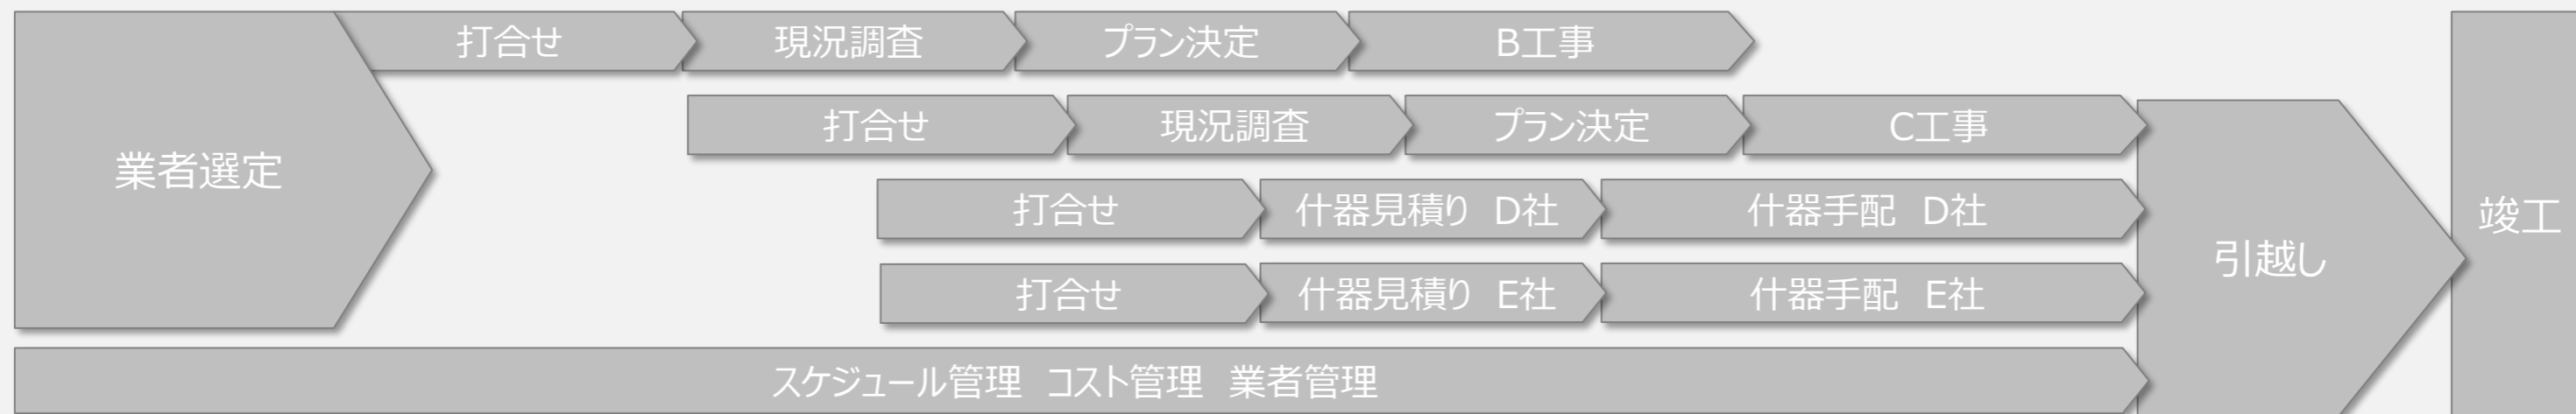 業者選定
打合せ
現況調査
プラン決定
B工事
打合せ
現況調査
プラン決定
C工事
打合せ
什器見積り　D社
什器手配　D社
打合せ
什器見積り　E社
什器手配　E社
スケジュール管理　コスト管理　業者管理
引越し
竣工